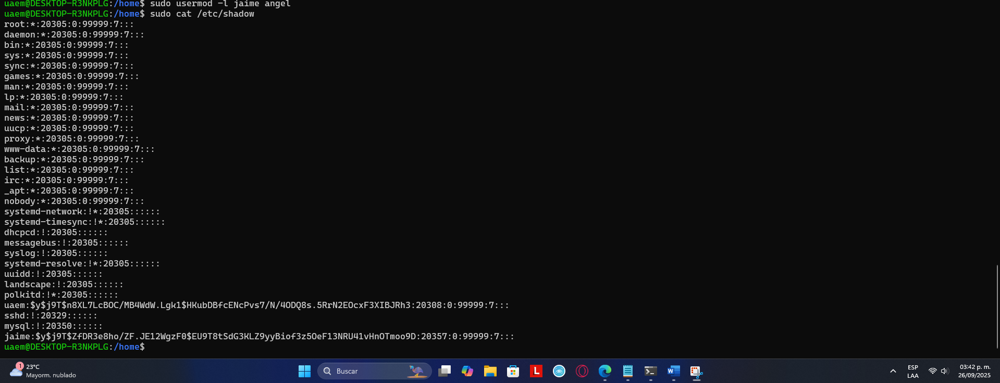 uaem@DESKTOP-R3NKPLG:/home$ sudo usermod -l jaime angel
uaem@DESKTOP-R3NKPLG:/home$ sudo cat /etc/shadow
root:*:20305:0:99999:7:::
daemon:*:20305:0:99999:7:::
bin:*:20305:0:99999:7:::
sys:*:20305:0:99999:7:::
sync:*:20305:0:99999:7:::
games:*:20305:0:99999:7:::
man:*:20305:0:99999:7:::
lp:*:20305:0:99999:7:::
mail:*:20305:0:99999:7:::
news:*:20305:0:99999:7:::
uucp:*:20305:0:99999:7:::
proxy:*:20305:0:99999:7:::
www-data:*:20305:0:99999:7:::
backup:*:20305:0:99999:7:::
list:*:20305:0:99999:7:::
irc:*:20305:0:99999:7:::
_apt:*:20305:0:99999:7:::
nobody:*:20305:0:99999:7:::
systemd-network:!*:20305::::::
systemd-timesync:!*:20305::::::
dhcpcd:!:20305::::::
messagebus:!:20305::::::
syslog:!:20305::::::
systemd-resolve:!*:20305::::::
uuidd:!:20305::::::
landscape:!:20305::::::
polkitd:!*:20305::::::
uaem:$y$j9T$n8XL7LcBOC/MB4WdW.Lgk1$HKubDBfcENcPvs7/N/4ODQ8s.5RrN2EOcxF3XIBJRh3:20308:0:99999:7:::
sshd:!:20329::::::
mysql:!:20350::::::
jaime:$y$j9T$ZfDR3e8ho/ZF.JE12WgzF0$EU9T8tSdG3KLZ9yyBiof3z5OeF13NRU41vHnOTmoo9D:20357:0:99999:7:::
uaem@DESKTOP-R3NKPLG:/home$
1
23°C
Mayorm. nublado
Buscar
L
W
ESP
LAA
03:42 p. m.
26/09/2025